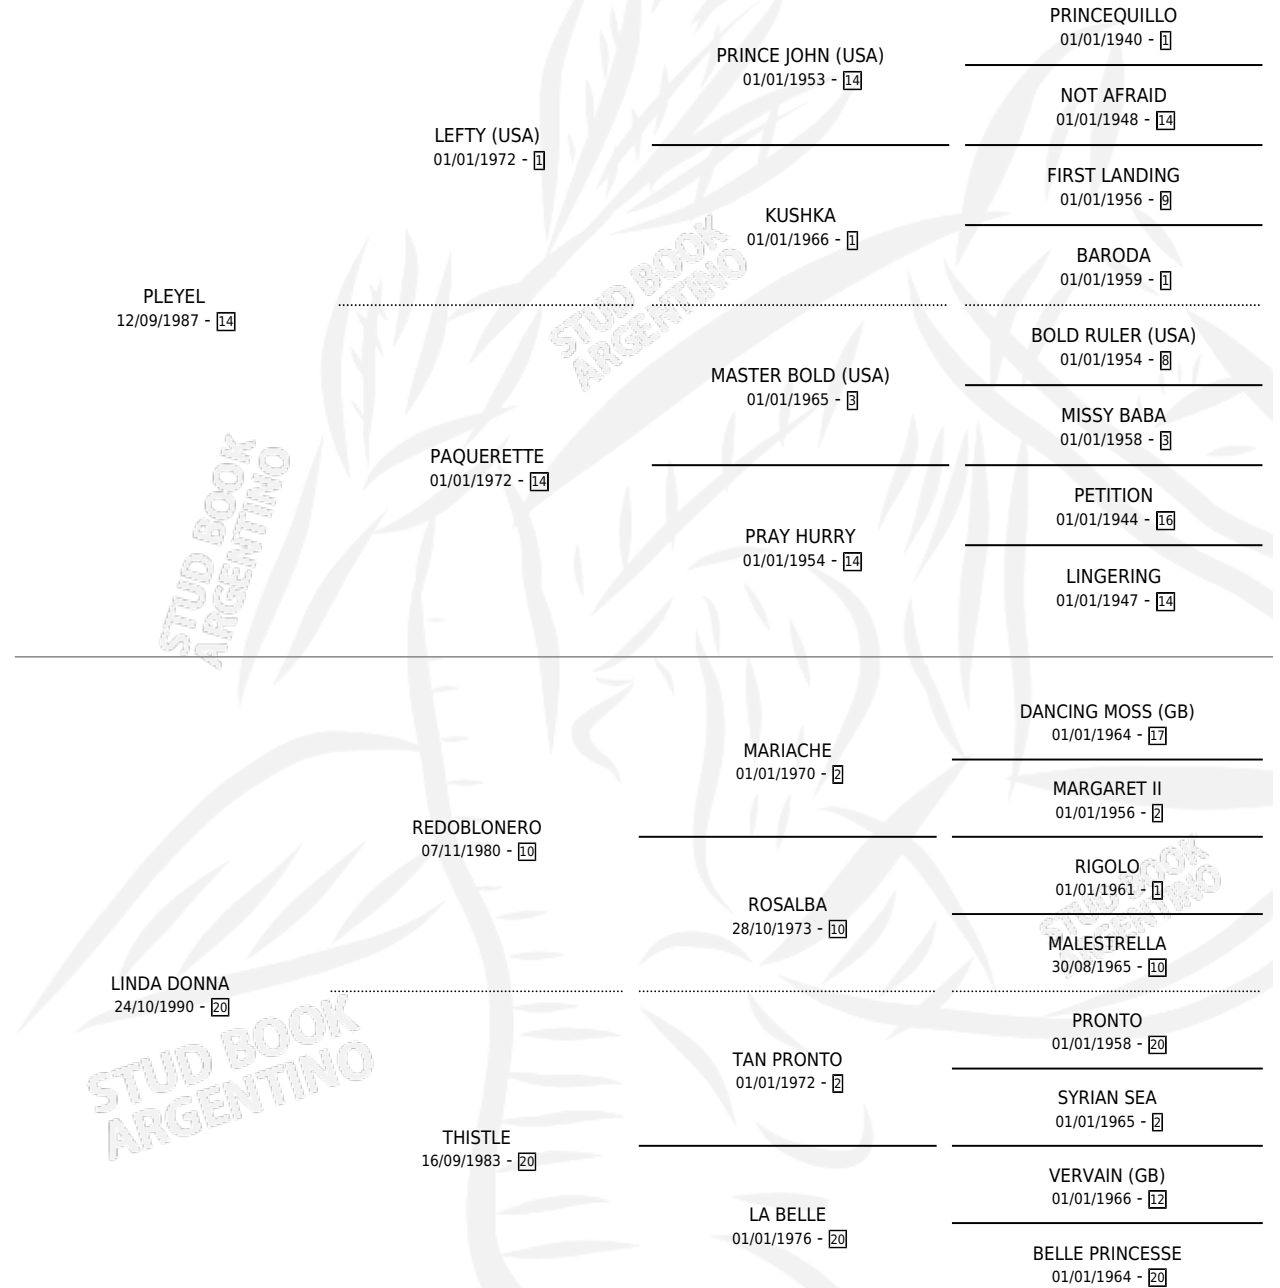 PRINCEQUILLO
01/01/1940 - 1
PRINCE JOHN (USA)
01/01/1953 - 14
NOT AFRAID
01/01/1948 - 14
LEFTY (USA)
01/01/1972 - 1
FIRST LANDING
01/01/1956 - 9
KUSHKA
01/01/1966 - 1
BARODA
01/01/1959 - 1
PLEYEL
12/09/1987 - 14
STUD BOOK
ARGENTINO
BOLD RULER (USA)
01/01/1954 - 8
MASTER BOLD (USA)
01/01/1965 - 3
MISSY BABA
01/01/1958 - 3
PAQUERETTE
01/01/1972 - 14
PETITION
01/01/1944 - 16
PRAY HURRY
01/01/1954 - 14
LINGERING
01/01/1947 - 14
STUD BOOK
ARGENTINO
DANCING MOSS (GB)
01/01/1964 - 17
MARIACHE
01/01/1970 - 2
MARGARET II
01/01/1956 - 2
REDOBLONERO
07/11/1980 - 10
RIGOLO
01/01/1961 - 1
ROSALBA
28/10/1973 - 10
STUD BOOK
ARGENTINO
MALESTRELLA
30/08/1965 - 10
LINDA DONNA
24/10/1990 - 20
PRONTO
01/01/1958 - 20
TAN PRONTO
01/01/1972 - 2
STUD BOOK
ARGENTINO
SYRIAN SEA
01/01/1965 - 2
THISTLE
16/09/1983 - 20
VERVAIN (GB)
01/01/1966 - 12
LA BELLE
01/01/1976 - 20
BELLE PRINCESSE
01/01/1964 - 20